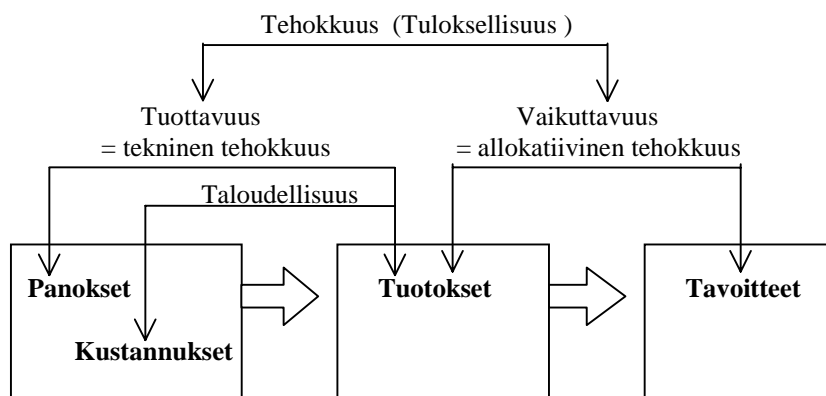 Tehokkuus (Tuloksellisuus )
Tuottavuus
= tekninen tehokkuus
Vaikuttavuus
= allokatiivinen tehokkuus
Taloudellisuus
Panokset
Kustannukset
Tuotokset
Tavoitteet